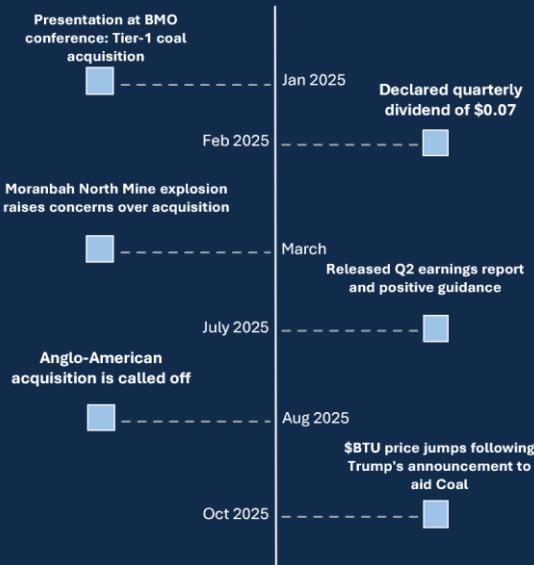 Presentation at BMO
conference: Tier-1 coal
acquisition
Jan 2025
Declared quarterly
dividend of $0.07
Feb 2025
Moranbah North Mine explosion
raises concerns over acquisition
March
Released Q2 earnings report
and positive guidance
July 2025
Anglo-American
acquisition is called off
Aug 2025
$BTU price jumps following
Trump's announcement to
aid Coal
Oct 2025